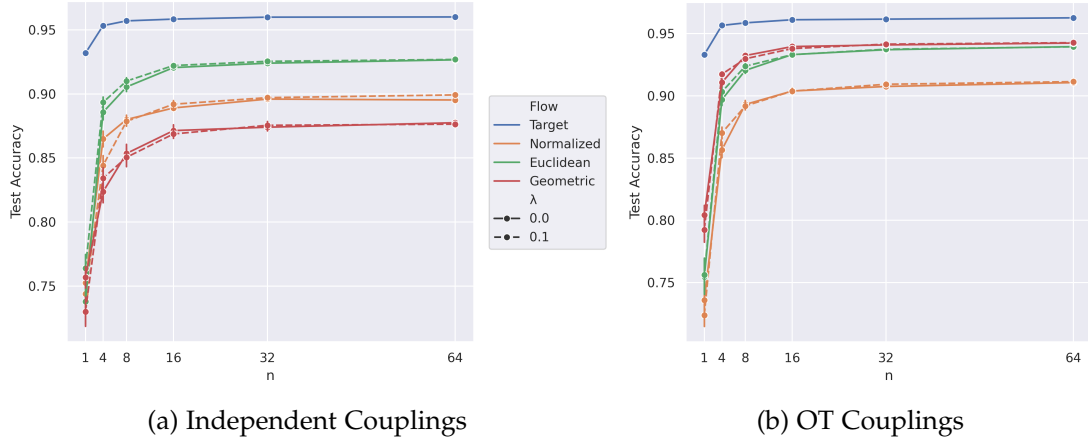 0.95
0.90
0.85
0.80
0.75
Test Accuracy
1 4 8 16 32 64
n
Flow
Target
Normalized
Euclidean
Geometric
λ
0.0
0.1
0.95
0.90
0.85
0.80
0.75
Test Accuracy
1 4 8 16 32 64
n
(a) Independent Couplings
(b) OT Couplings